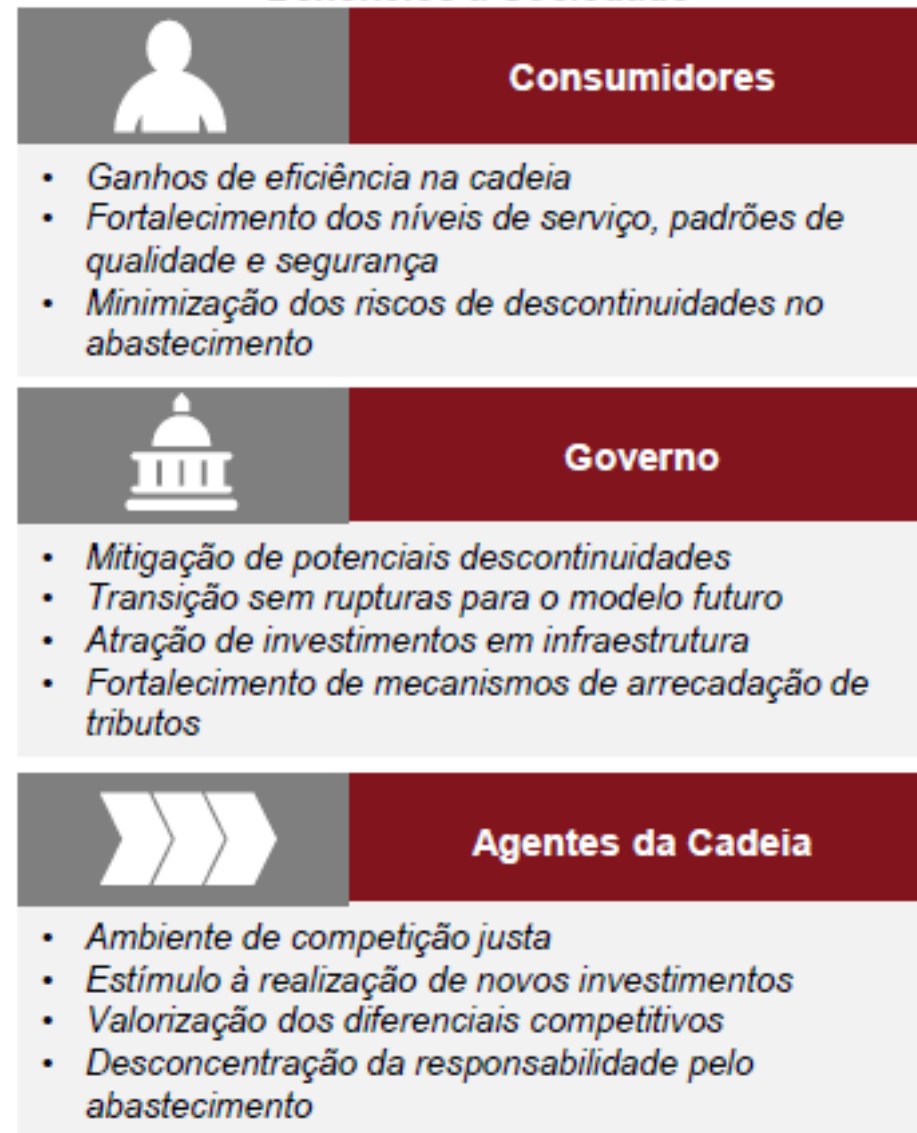 Consumidores
• Ganhos de eficiência na cadeia
• Fortalecimento dos níveis de serviço, padrões de
qualidade e segurança
• Minimização dos riscos de descontinuidades no
abastecimento
Governo
• Mitigação de potenciais descontinuidades
• Transição sem rupturas para o modelo futuro
• Atração de investimentos em infraestrutura
• Fortalecimento de mecanismos de arrecadação de
tributos
Agentes da Cadeia
• Ambiente de competição justa
• Estímulo à realização de novos investimentos
• Valorização dos diferenciais competitivos
• Desconcentração da responsabilidade pelo
abastecimento